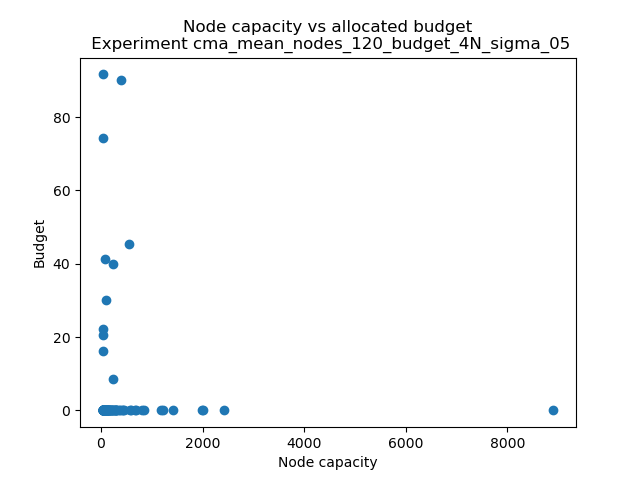 Node capacity vs allocated budget
Experiment cma_mean_nodes_120_budget_4N_sigma_05
80
60
40
20
0
Budget
0 2000 4000 6000 8000
Node capacity